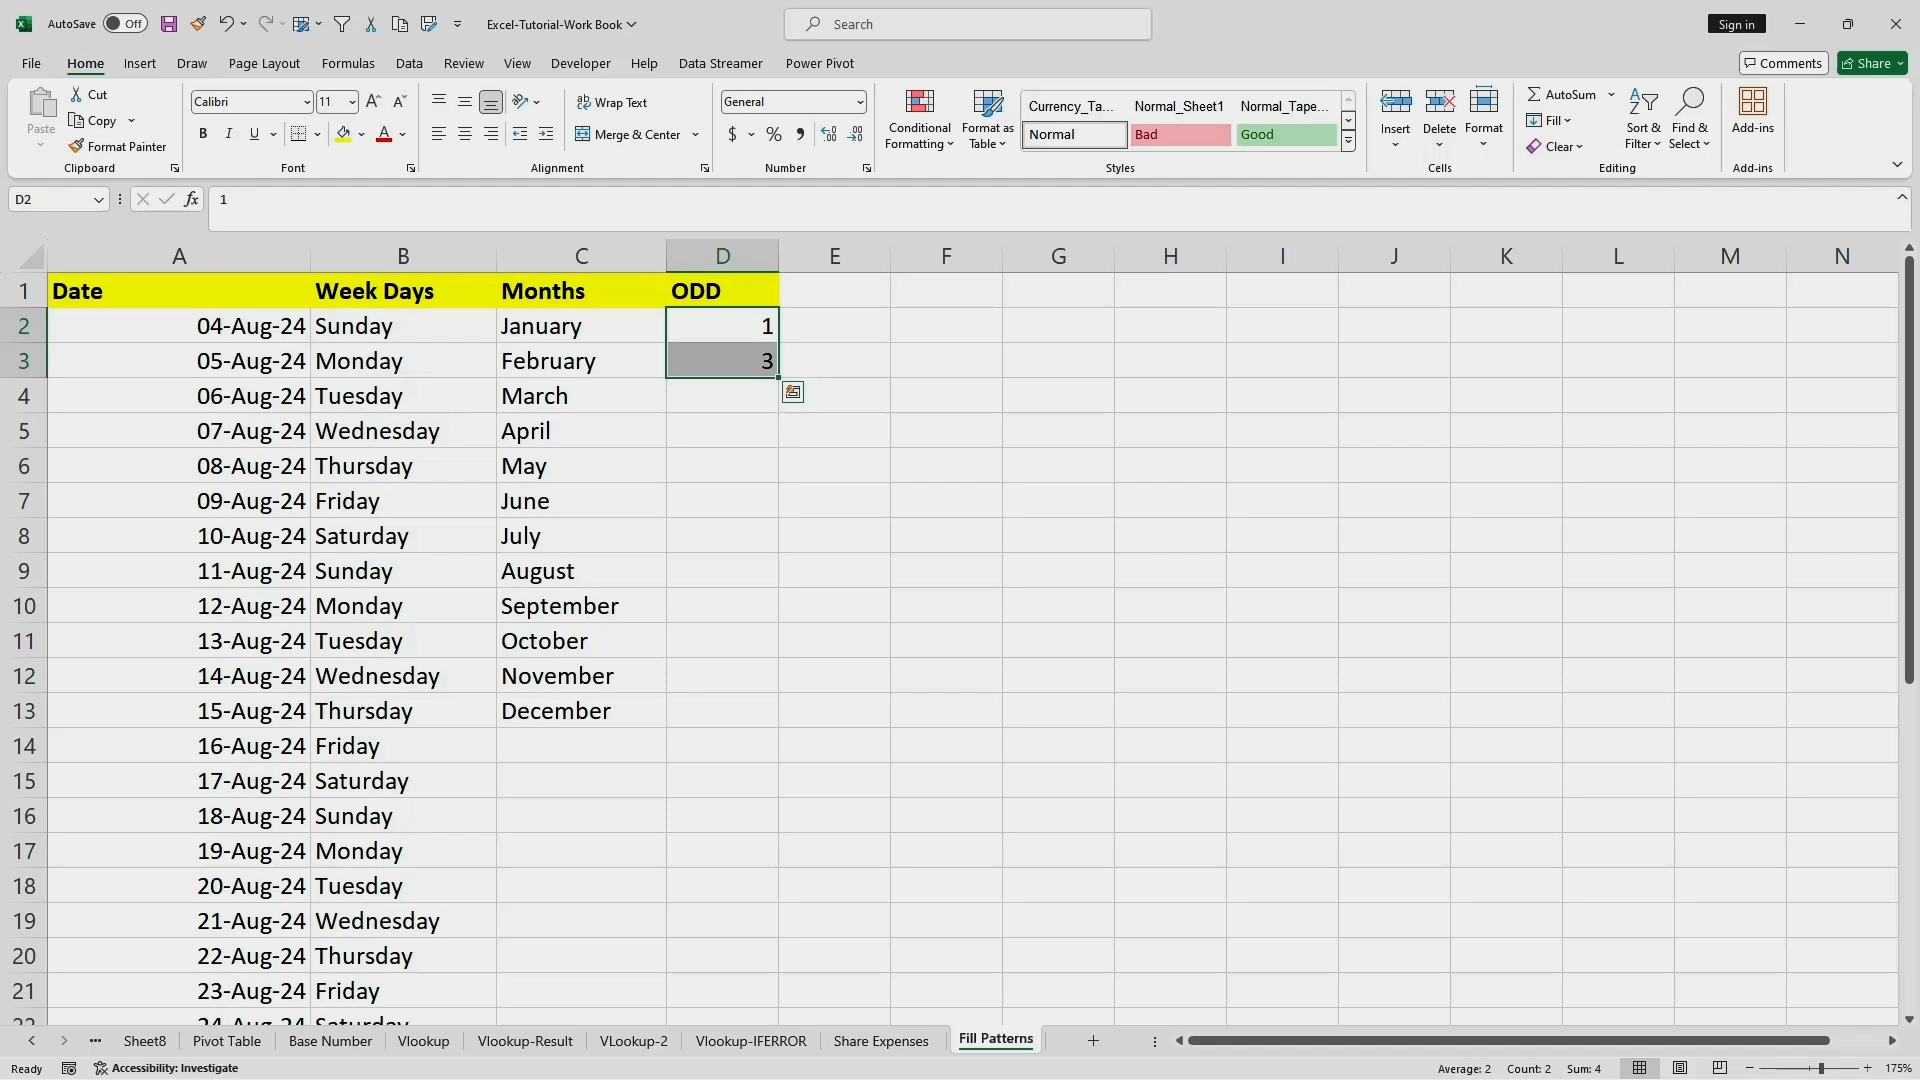 AutoSave Off Excel-Tutorial-Work Book Search Sign in
File Home Insert Draw Page Layout Formulas Data Review View Developer Help Data Streamer Power Pivot Comments Share
Paste Cut Calibri 11 Wrap Text General Conditional Formatting Format as Table Currency_Ta... Normal_Sheet1 Normal_Tape... Insert Delete Format AutoSum Sort & Filter Find & Select Add-ins
Copy B I U Merge & Center $ % Normal Bad Good Fill
Format Painter Clear
Clipboard Font Alignment Number Styles Cells Editing Add-ins
D2 fx 1
A B C D E F G H I J K L M N
1 Date Week Days Months ODD
2 04-Aug-24 Sunday January 1
3 05-Aug-24 Monday February 3
4 06-Aug-24 Tuesday March
5 07-Aug-24 Wednesday April
6 08-Aug-24 Thursday May
7 09-Aug-24 Friday June
8 10-Aug-24 Saturday July
9 11-Aug-24 Sunday August
10 12-Aug-24 Monday September
11 13-Aug-24 Tuesday October
12 14-Aug-24 Wednesday November
13 15-Aug-24 Thursday December
14 16-Aug-24 Friday
15 17-Aug-24 Saturday
16 18-Aug-24 Sunday
17 19-Aug-24 Monday
18 20-Aug-24 Tuesday
19 21-Aug-24 Wednesday
20 22-Aug-24 Thursday
21 23-Aug-24 Friday
22 24-Aug-24 Saturday
Sheet8 Pivot Table Base Number Vlookup Vlookup-Result VLookup-2 Vlookup-IFERROR Share Expenses Fill Patterns
Ready Accessibility: Investigate Average: 2 Count: 2 Sum: 4 175%